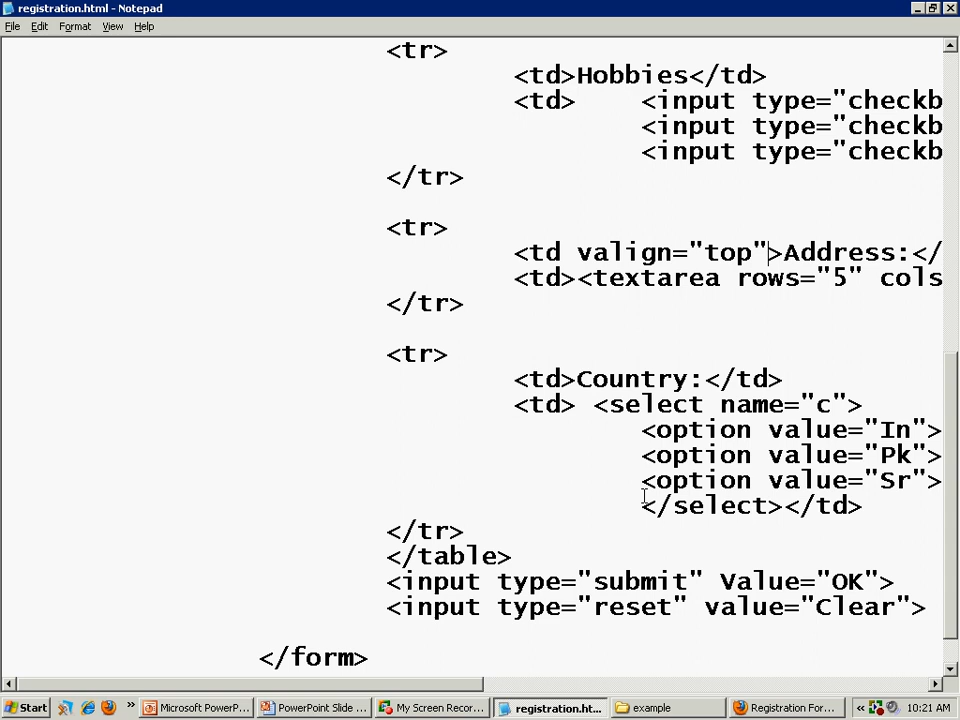 registration.html - Notepad
File Edit Format View Help
<tr>
<td>Hobbies</td>
<td> <input type="checkb
<input type="checkb
<input type="checkb
</tr>
<tr>
<td valign="top">Address:</
<td><textarea rows="5" cols
</tr>
<tr>
<td>Country:</td>
<td> <select name="c">
<option value="In">
<option value="Pk">
<option value="Sr">
</select></td>
</tr>
</table>
<input type="submit" Value="OK">
<input type="reset" value="Clear">
</form>
Start » Microsoft PowerP... PowerPoint Slide ... My Screen Recor... registration.ht... example Registration For... « 10:21 AM